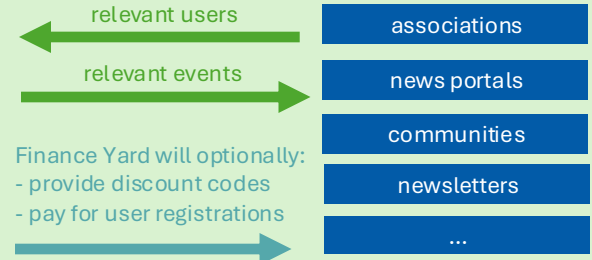 relevant users
relevant events
Finance Yard will optionally:
- provide discount codes
- pay for user registrations
associations
news portals
communities
newsletters
...